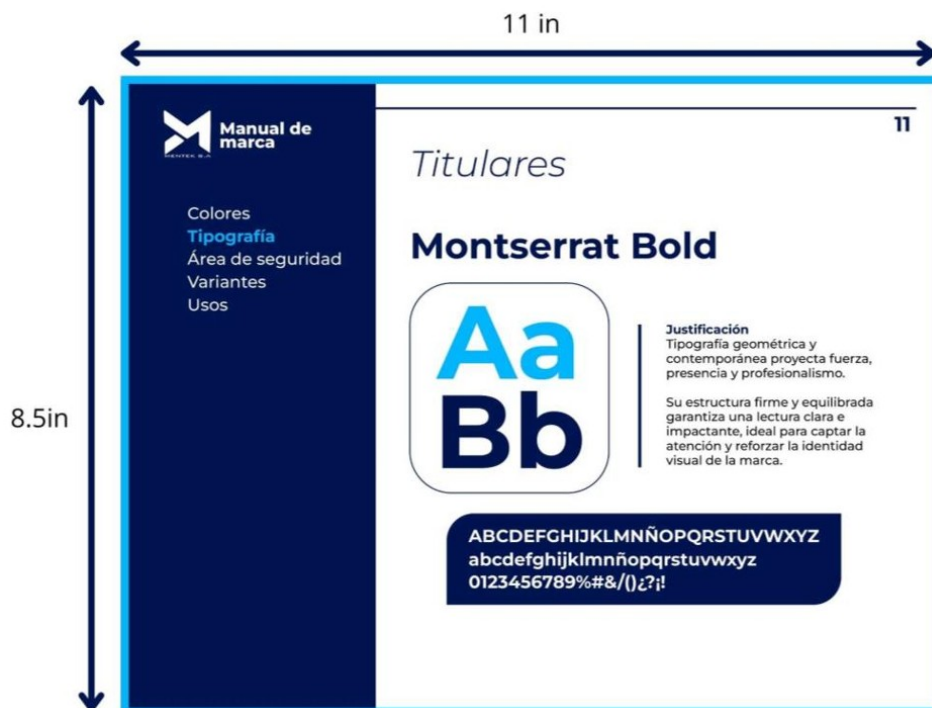 11 in
8.5in
MENTEK S.A
Manual de
marca
Colores
Tipografía
Área de seguridad
Variantes
Usos
11
Titulares
Montserrat Bold
Aa
Bb
Justificación
Tipografía geométrica y
contemporánea proyecta fuerza,
presencia y profesionalismo.
Su estructura firme y equilibrada
garantiza una lectura clara e
impactante, ideal para captar la
atención y reforzar la identidad
visual de la marca.
ABCDEFGHIJKLMNÑOPQRSTUVWXYZ
abcdefghijklmnñopqrstuvwxyz
0123456789%#&/()¿?¡!